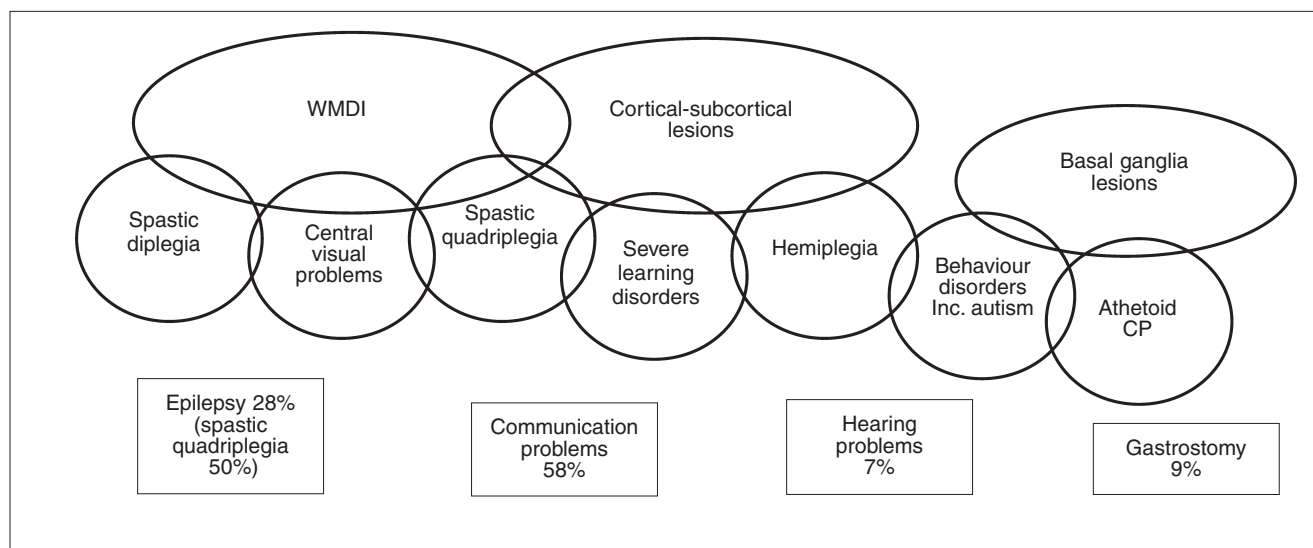 WMDI
Cortical-subcortical
lesions
Basal ganglia
lesions
Spastic
diplegia
Central
visual
problems
Spastic
quadriplegia
Severe
learning
disorders
Hemiplegia
Behaviour
disorders
Inc. autism
Athetoid
CP
Epilepsy 28%
(spastic
quadriplegia
50%)
Communication
problems
58%
Hearing
problems
7%
Gastrostomy
9%